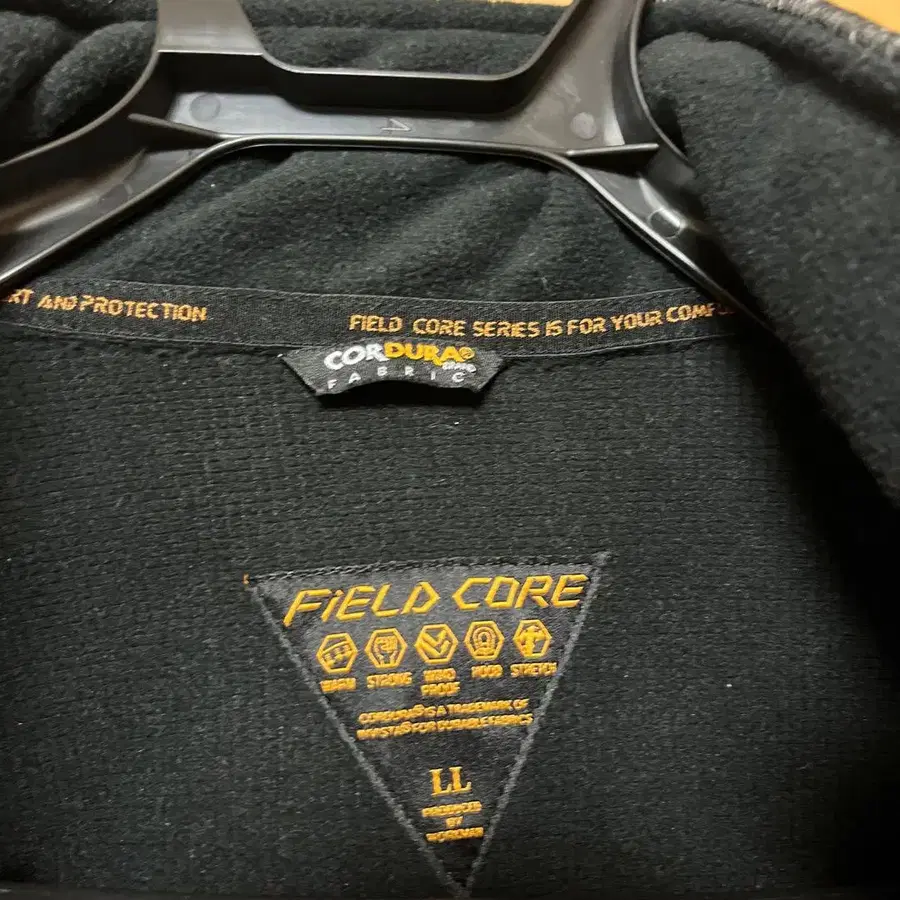 RT AND PROTECTION
FIELD CORE SERIES IS FOR YOUR COMFO
CORDURA®
BRAND
FABRIC
FIELD CORE
WARM STRONG WIND PROOF HOOD STRETCH
CORDURA® IS A TRADEMARK OF
INVISTA® FOR DURABLE FABRICS
LL
PRODUCED
BY
WORKMAN